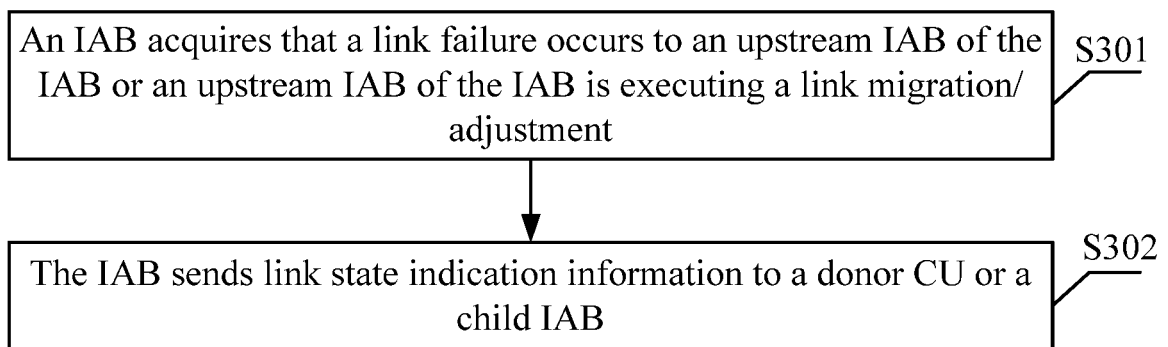 An IAB acquires that a link failure occurs to an upstream IAB of the
IAB or an upstream IAB of the IAB is executing a link migration/
adjustment
S301
The IAB sends link state indication information to a donor CU or a
child IAB
S302